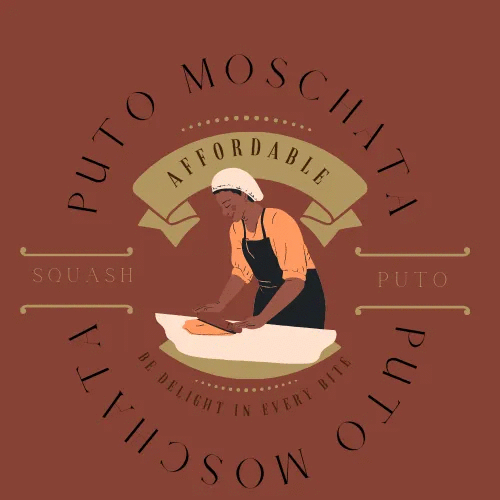 PUTO MOSCHATA
AFFORDABLE
SQUASH
PUTO
BE DELIGHT IN EVERY BITE
PUTO MOSCHATA